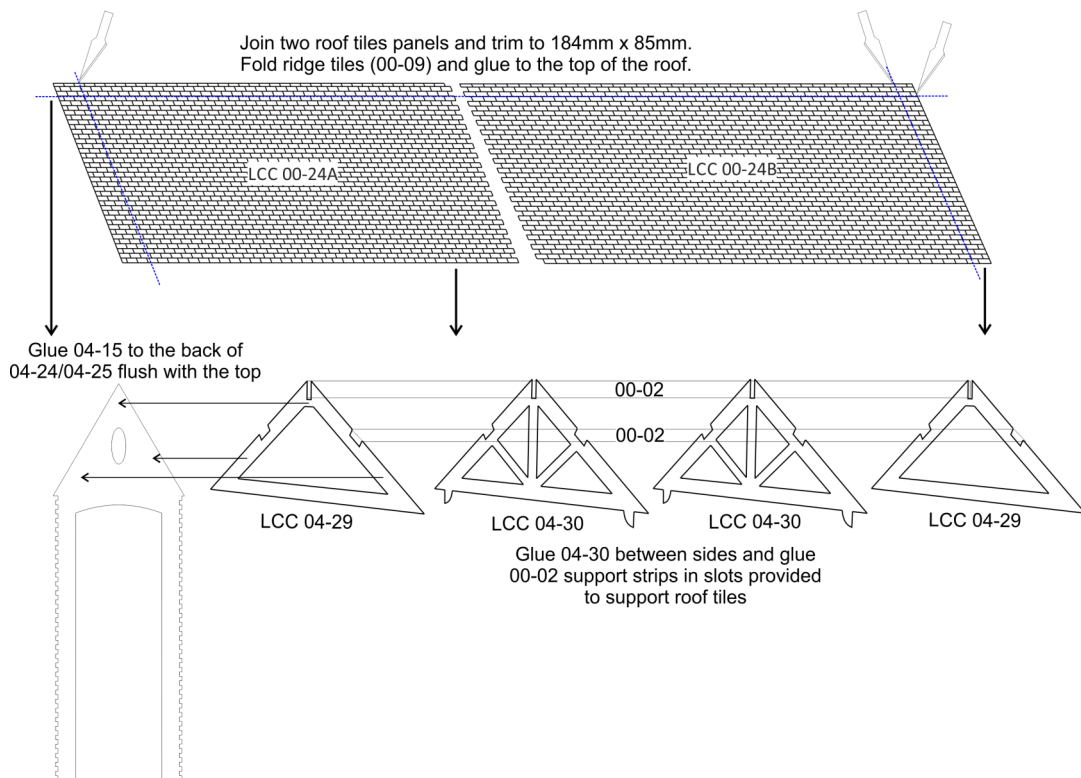 Join two roof tiles panels and trim to 184mm x 85mm.
Fold ridge tiles (00-09) and glue to the top of the roof.
LCC 00-24A
LCC 00-24B
Glue 04-15 to the back of
04-24/04-25 flush with the top
00-02
00-02
LCC 04-29
LCC 04-30
LCC 04-30
LCC 04-29
Glue 04-30 between sides and glue
00-02 support strips in slots provided
to support roof tiles